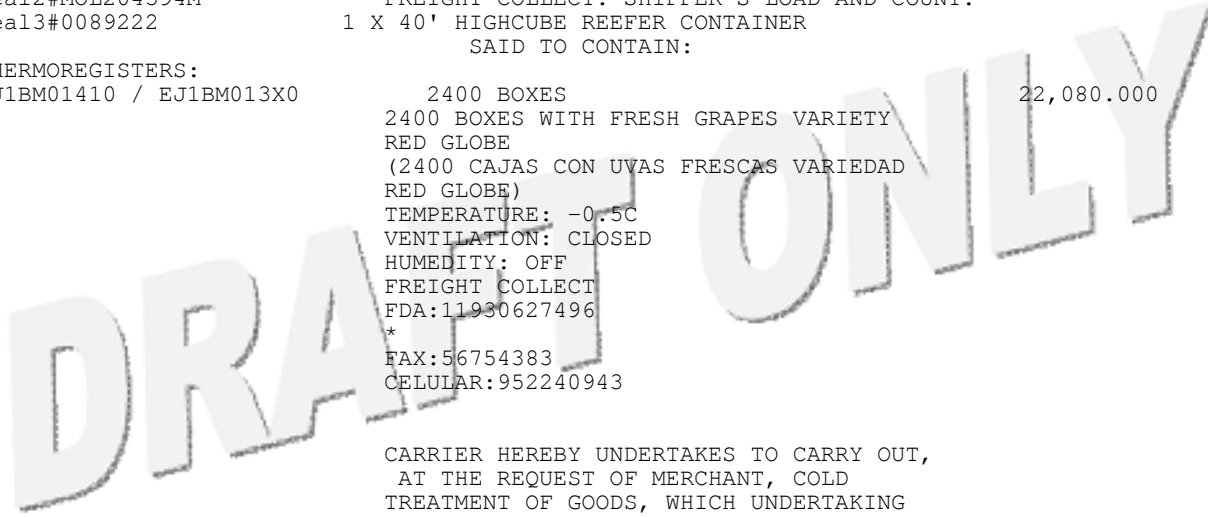 FREIGHT COLLECT. SHIPPER'S LOAD AND COUNT.
eal3#0089222 1 X 40' HIGHCUBE REEFER CONTAINER
SAID TO CONTAIN:
HERMOREGISTERS:
J1BM01410 / EJ1BM013X0 2400 BOXES 22,080.000
2400 BOXES WITH FRESH GRAPES VARIETY
RED GLOBE
(2400 CAJAS CON UVAS FRESCAS VARIEDAD
RED GLOBE)
TEMPERATURE: -0.5C
VENTILATION: CLOSED
HUMEDITY: OFF
FREIGHT COLLECT
FDA:11930627496
*
FAX:56754383
CELULAR:952240943
CARRIER HEREBY UNDERTAKES TO CARRY OUT,
AT THE REQUEST OF MERCHANT, COLD
TREATMENT OF GOODS, WHICH UNDERTAKING
DRAFT ONLY